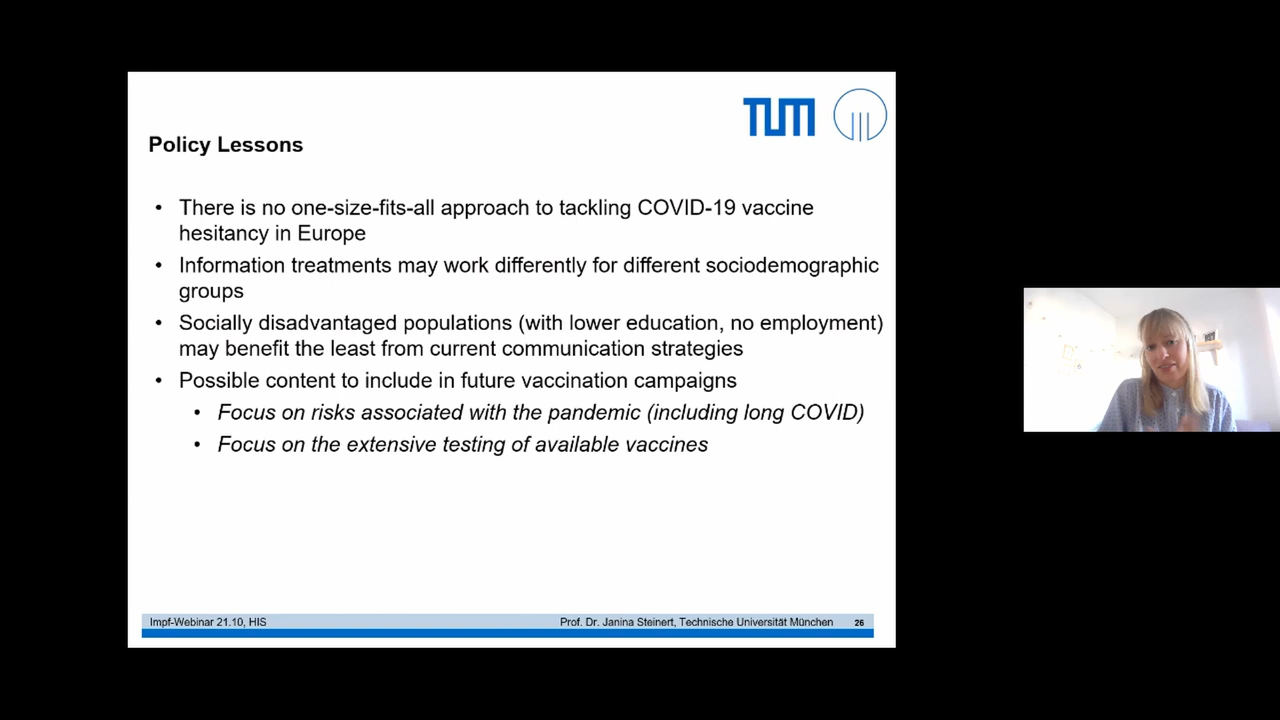 TUM
Policy Lessons
• There is no one-size-fits-all approach to tackling COVID-19 vaccine
hesitancy in Europe
• Information treatments may work differently for different sociodemographic
groups
• Socially disadvantaged populations (with lower education, no employment)
may benefit the least from current communication strategies
• Possible content to include in future vaccination campaigns
• Focus on risks associated with the pandemic (including long COVID)
• Focus on the extensive testing of available vaccines
Impf-Webinar 21.10, HIS Prof. Dr. Janina Steinert, Technische Universität München 26